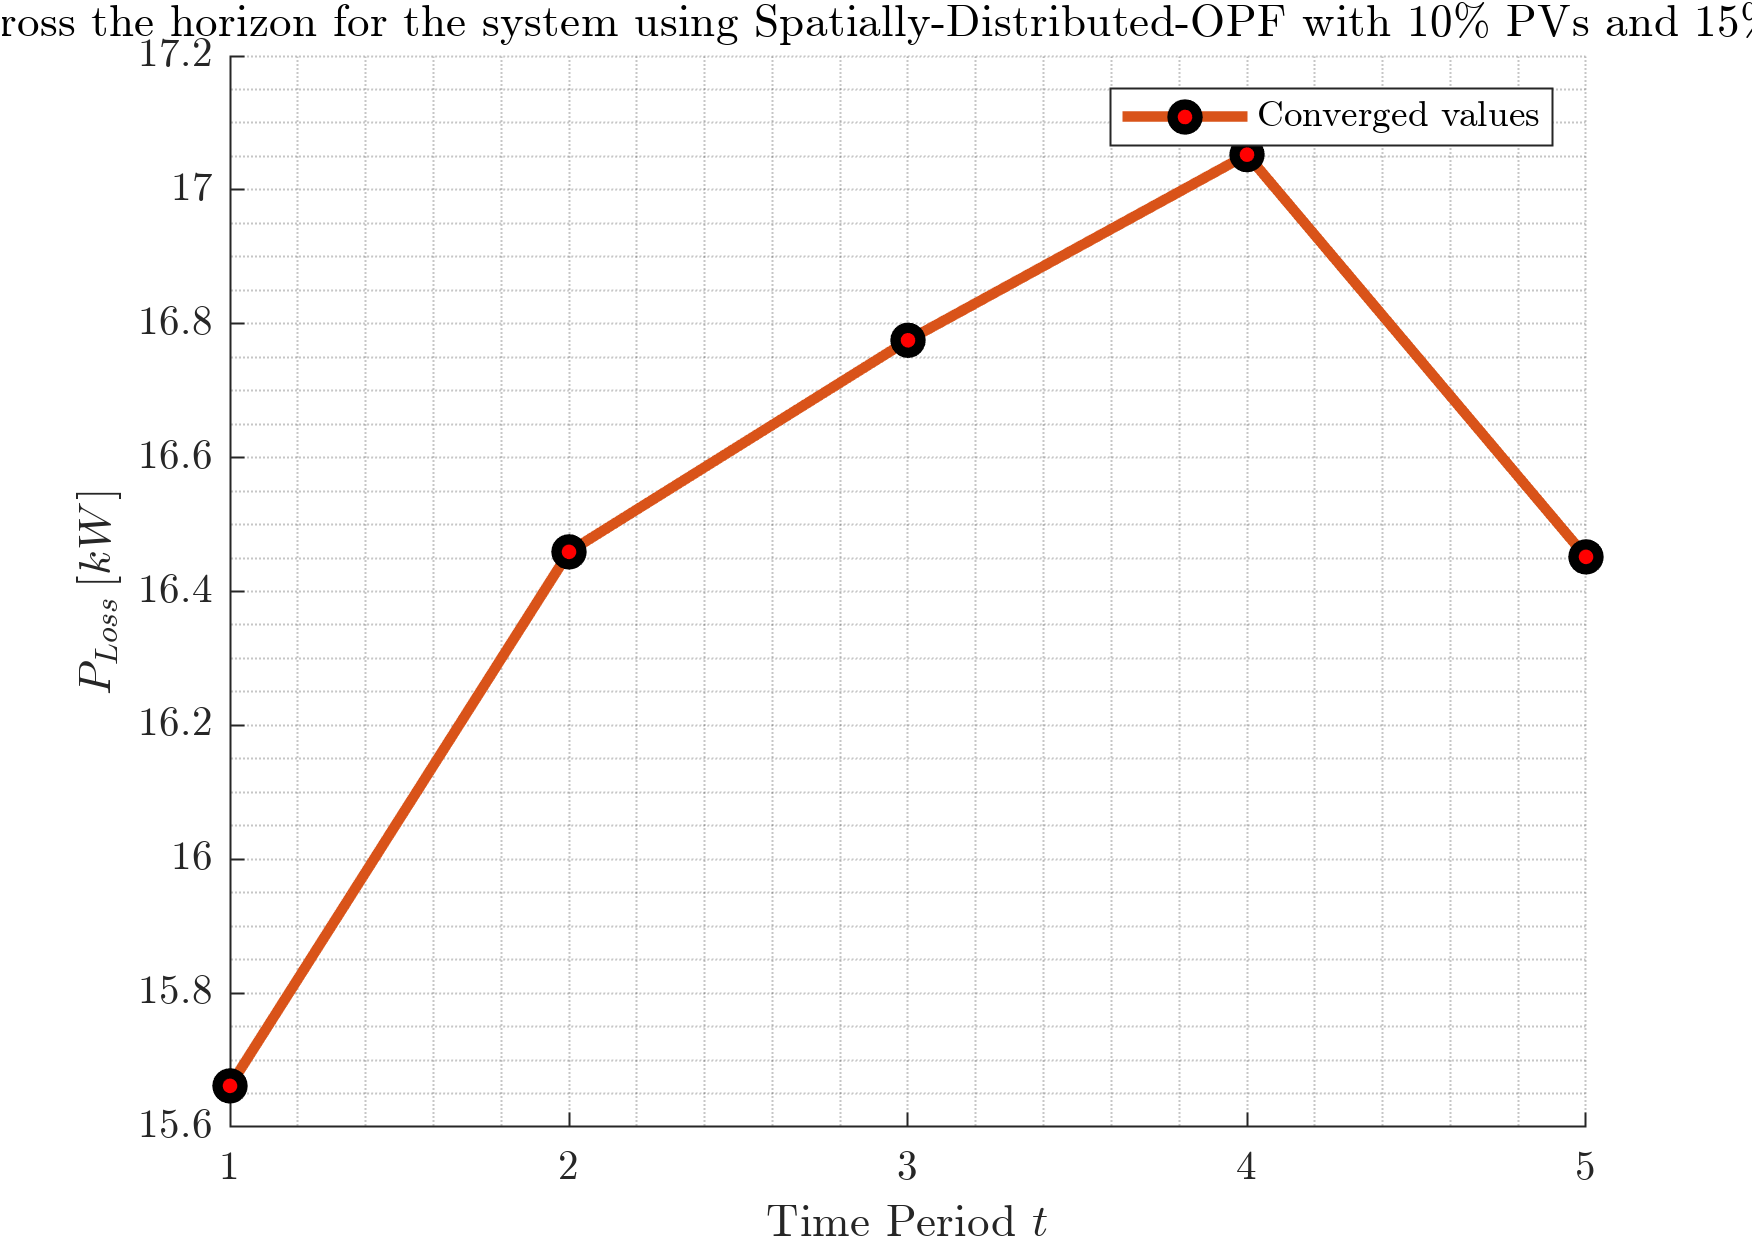 ross the horizon for the system using Spatially-Distributed-OPF with 10% PVs and 15%
17.2
17
16.8
16.6
16.4
16.2
16
15.8
15.6
P_Loss [kW]
Converged values
1 2 3 4 5
Time Period t